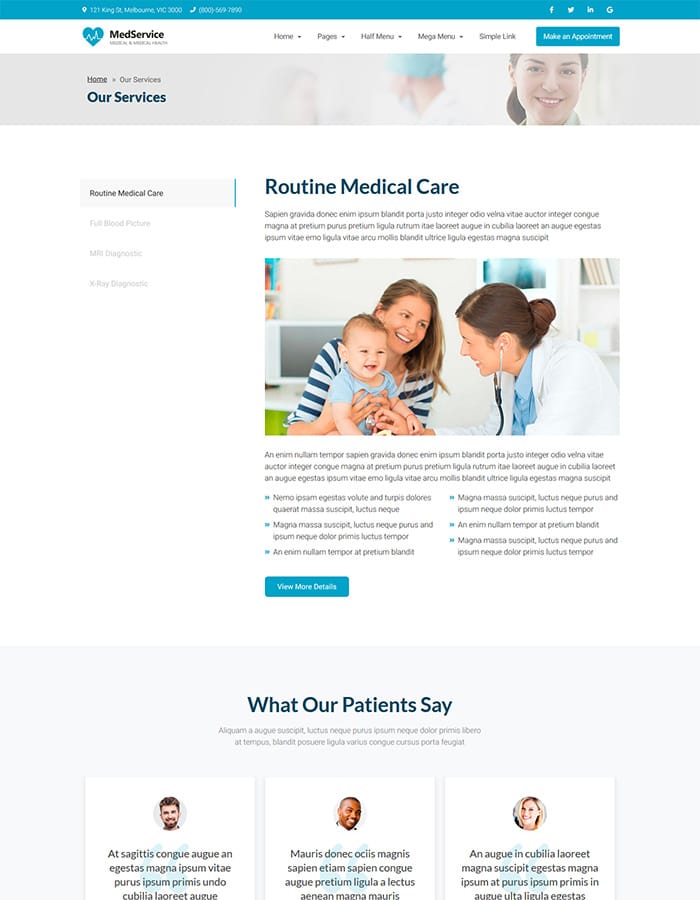 121 King St, Melbourne, VIC 3000 (800)-569-7890
MedService
MEDICAL & MEDICAL HEALTH
Home Pages Half Menu Mega Menu Simple Link Make an Appointment
Home » Our Services
Our Services
Routine Medical Care
Full Blood Picture
MRI Diagnostic
X-Ray Diagnostic
Routine Medical Care
Sapien gravida donec enim ipsum blandit porta justo integer odio velna vitae auctor integer congue
magna at pretium purus pretium ligula rutrum itae laoreet augue in cubilia laoreet an augue egestas
ipsum vitae emo ligula vitae arcu mollis blandit ultrice ligula egestas magna suscipit
An enim nullam tempor sapien gravida donec enim ipsum blandit porta justo integer odio velna vitae
auctor integer congue magna at pretium purus pretium ligula rutrum itae laoreet augue in cubilia laoreet
an augue egestas ipsum vitae emo ligula vitae arcu mollis blandit ultrice ligula egestas magna suscipit
Nemo ipsam egestas volute and turpis dolores
quaerat massa suscipit, luctus neque
Magna massa suscipit, luctus neque purus and
ipsum neque dolor primis luctus tempor
An enim nullam tempor at pretium blandit
Magna massa suscipit, luctus neque purus and
ipsum neque dolor primis luctus tempor
An enim nullam tempor at pretium blandit
Magna massa suscipit, luctus neque purus and
ipsum neque dolor primis luctus tempor
View More Details
What Our Patients Say
Aliquam a augue suscipit, luctus neque purus ipsum neque dolor primis libero
at tempus, blandit posuere ligula varius congue cursus porta feugiat
At sagittis congue augue an
egestas magna ipsum vitae
purus ipsum primis undo
cubilia laoreet augue
Mauris donec ociis magnis
sapien etiam sapien congue
augue pretium ligula a lectus
aenean magna mauris
An augue in cubilia laoreet
magna suscipit egestas magna
ipsum at purus ipsum primis in
augue ulta ligula egestas